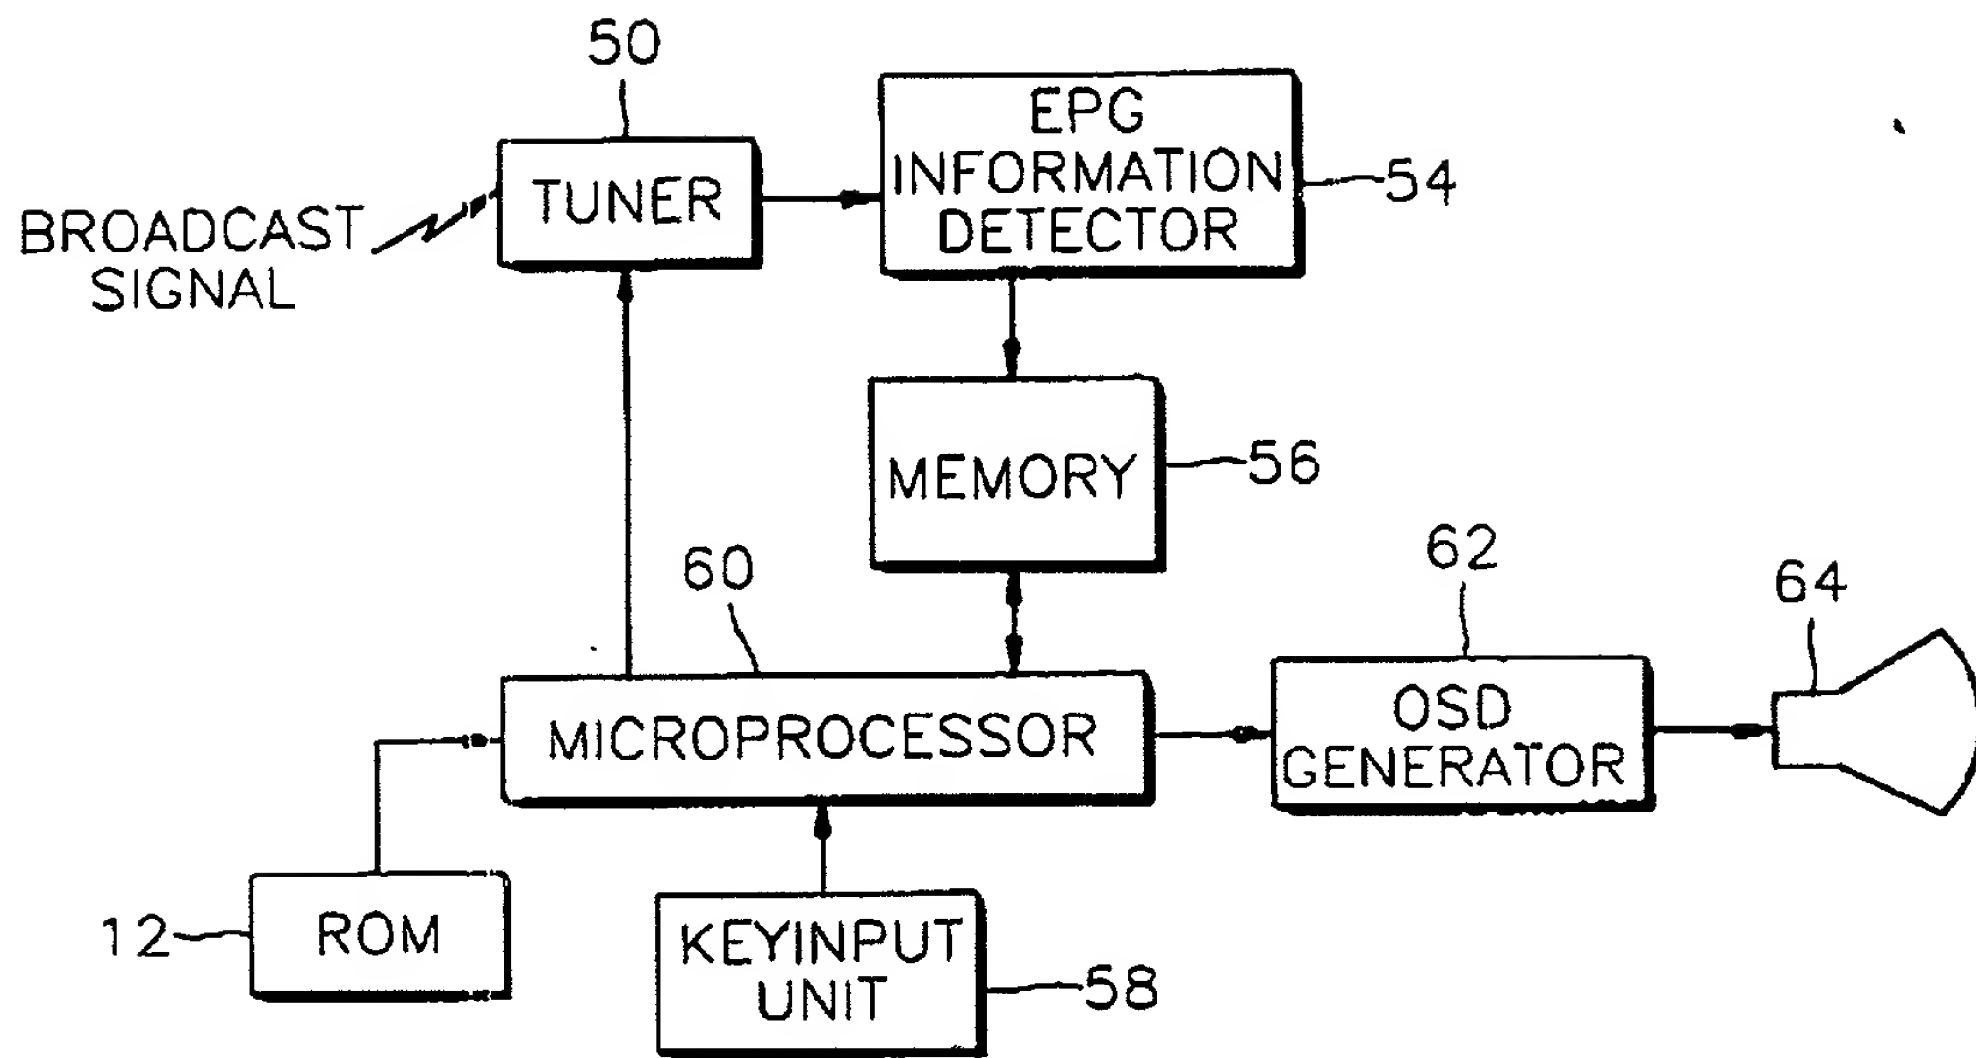 50
EPG
INFORMATION
DETECTOR
54
TUNER
BROADCAST
SIGNAL
MEMORY
56
60
62
64
MICROPROCESSOR
OSD
GENERATOR
12
ROM
KEYINPUT
UNIT
58